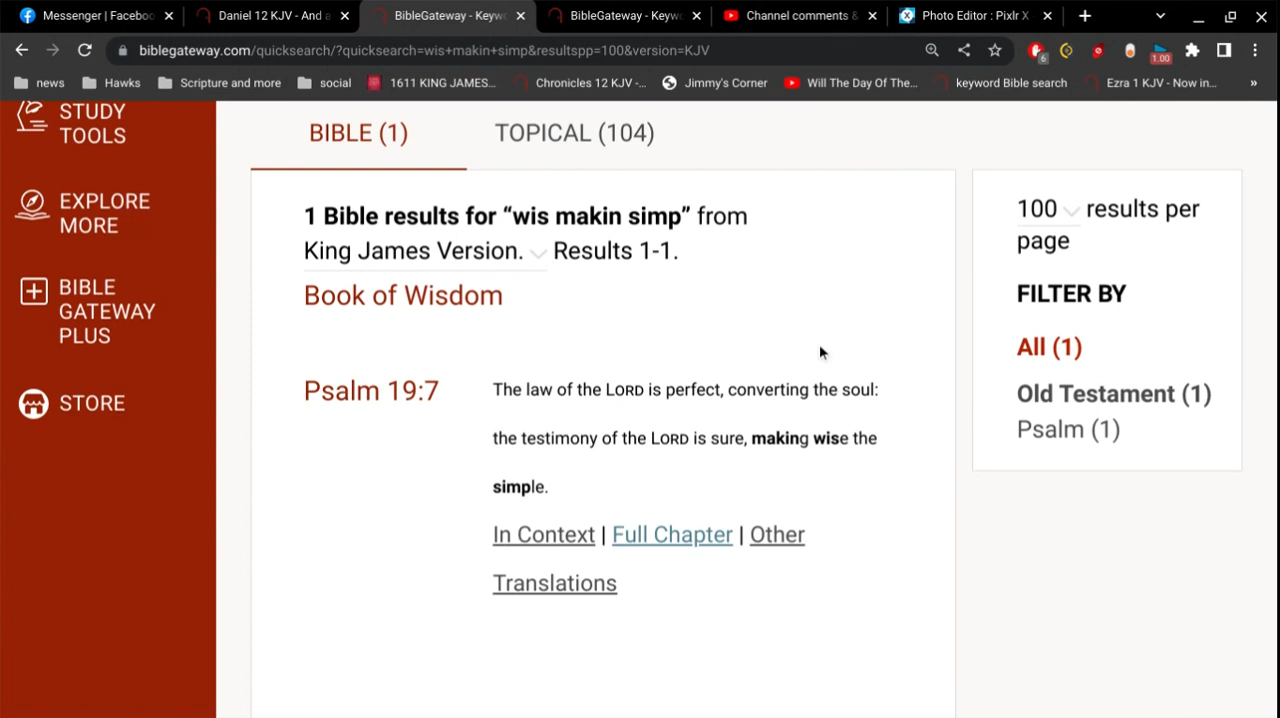 Messenger | Faceboo
Daniel 12 KJV - And a
BibleGateway - Keywo
BibleGateway - Keyw
Channel comments &
Photo Editor : Pixlr X
biblegateway.com/quicksearch/?quicksearch=wis+makin+simp&resultspp=100&version=KJV
6
1.00
news
Hawks
Scripture and more
social
1611 KING JAMES...
Chronicles 12 KJV -...
Jimmy's Corner
Will The Day Of The...
keyword Bible search
Ezra 1 KJV - Now in...
»
STUDY
TOOLS
EXPLORE
MORE
BIBLE
GATEWAY
PLUS
STORE
BIBLE (1)
TOPICAL (104)
1 Bible results for “wis makin simp” from
King James Version. Results 1-1.
Book of Wisdom
Psalm 19:7
The law of the LORD is perfect, converting the soul:
the testimony of the LORD is sure, making wise the
simple.
In Context | Full Chapter | Other
Translations
100 results per
page
FILTER BY
All (1)
Old Testament (1)
Psalm (1)